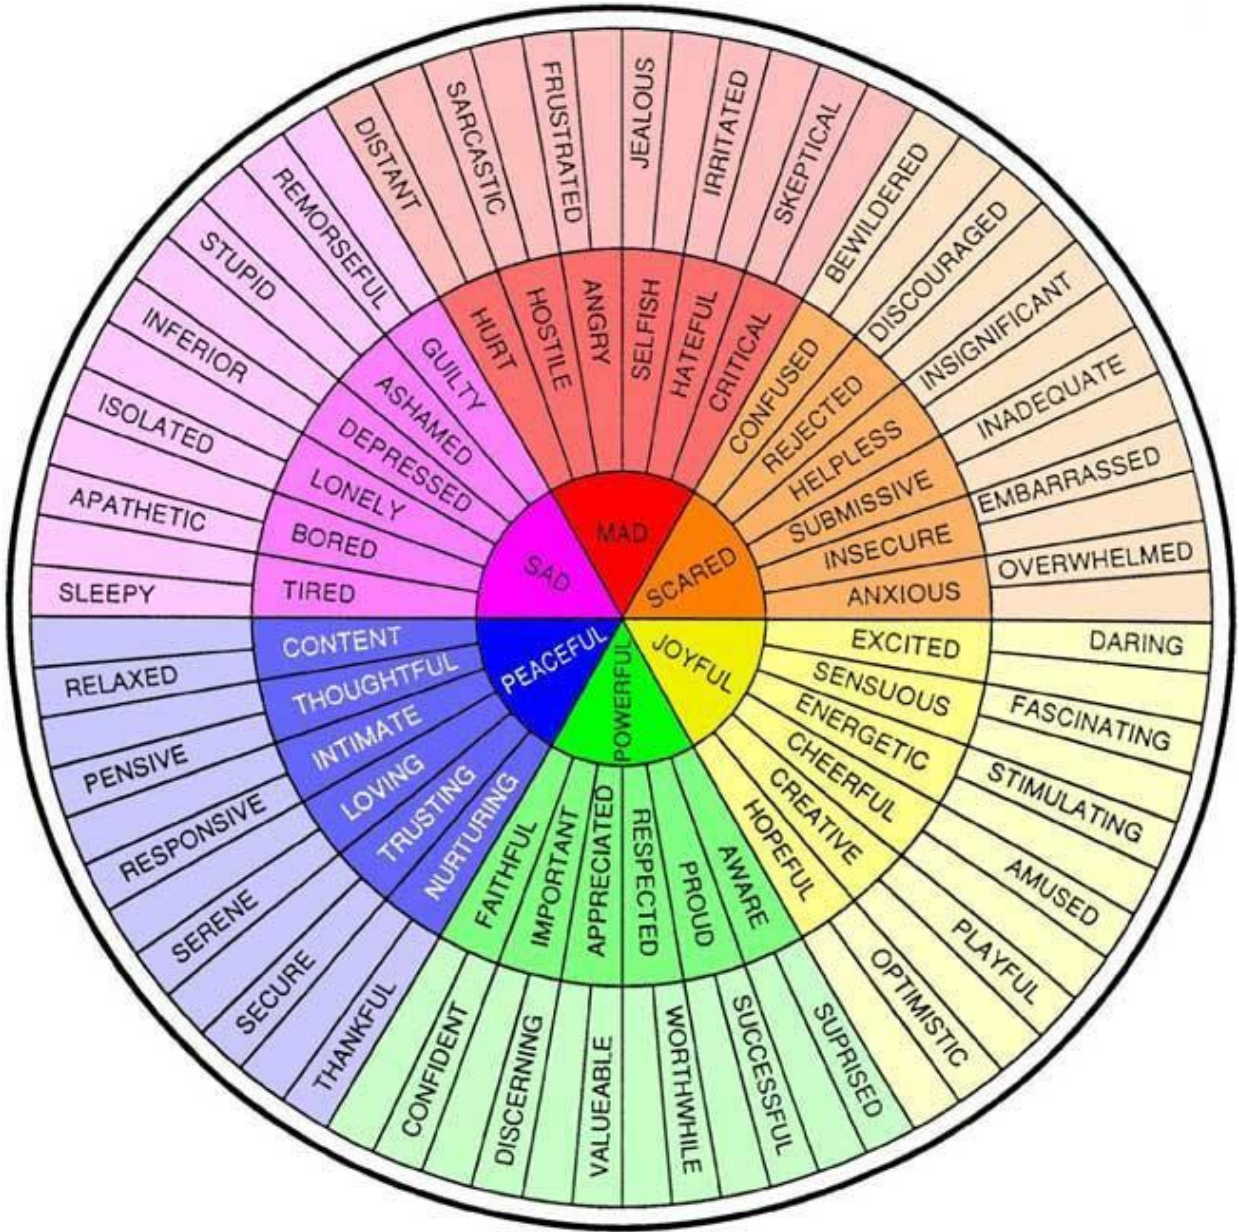 MAD
SCARED
JOYFUL
POWERFUL
PEACEFUL
SAD
HURT
HOSTILE
ANGRY
SELFISH
HATEFUL
CRITICAL
CONFUSED
REJECTED
HELPLESS
SUBMISSIVE
INSECURE
ANXIOUS
EXCITED
SENSUOUS
ENERGETIC
CHEERFUL
CREATIVE
HOPEFUL
AWARE
PROUD
RESPECTED
APPRECIATED
IMPORTANT
FAITHFUL
NURTURING
TRUSTING
LOVING
INTIMATE
THOUGHTFUL
CONTENT
TIRED
BORED
LONELY
DEPRESSED
ASHAMED
GUILTY
DISTANT
SARCASTIC
FRUSTRATED
JEALOUS
IRRITATED
SKEPTICAL
BEWILDERED
DISCOURAGED
INSIGNIFICANT
INADEQUATE
EMBARRASSED
OVERWHELMED
DARING
FASCINATING
STIMULATING
AMUSED
PLAYFUL
OPTIMISTIC
SUPRISED
SUCCESSFUL
WORTHWHILE
VALUEABLE
DISCERNING
CONFIDENT
THANKFUL
SECURE
SERENE
RESPONSIVE
PENSIVE
RELAXED
SLEEPY
APATHETIC
ISOLATED
INFERIOR
STUPID
REMORSEFUL